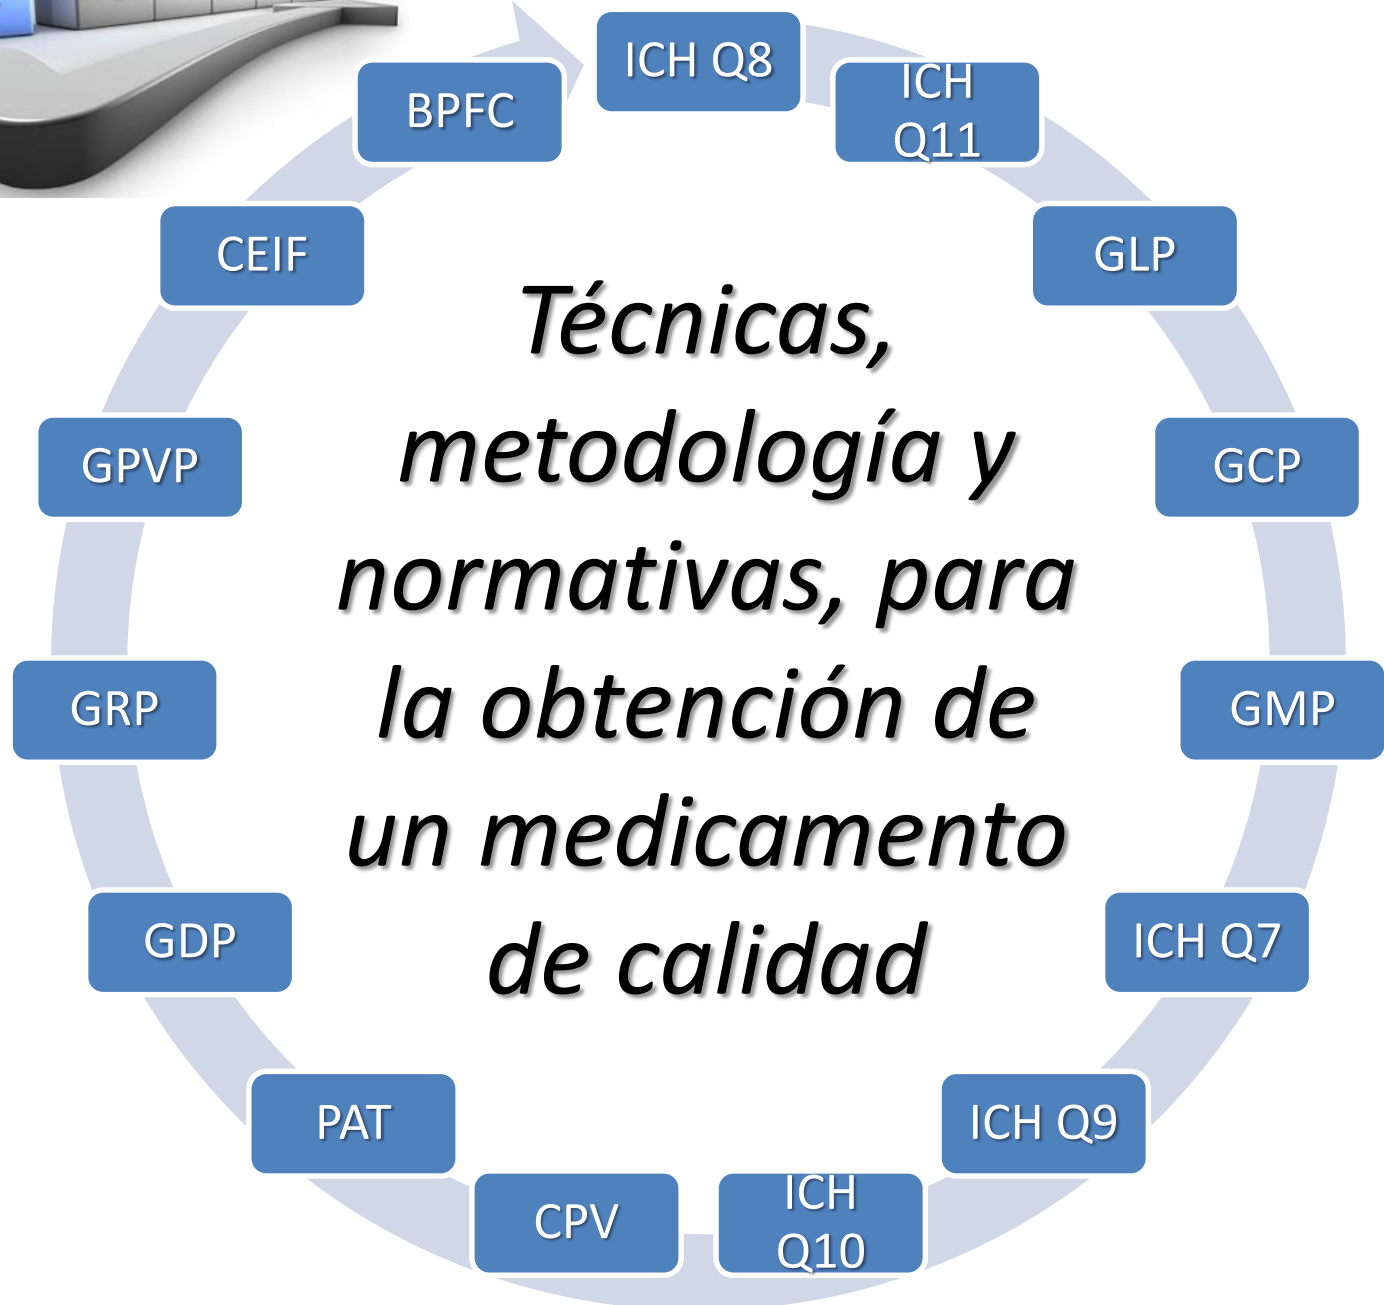 ICH Q8
ICH
Q11
GLP
GCP
GMP
ICH Q7
ICH Q9
ICH
Q10
CPV
PAT
GDP
GRP
GPVP
CEIF
BPFC
Técnicas,
metodología y
normativas, para
la obtención de
un medicamento
de calidad